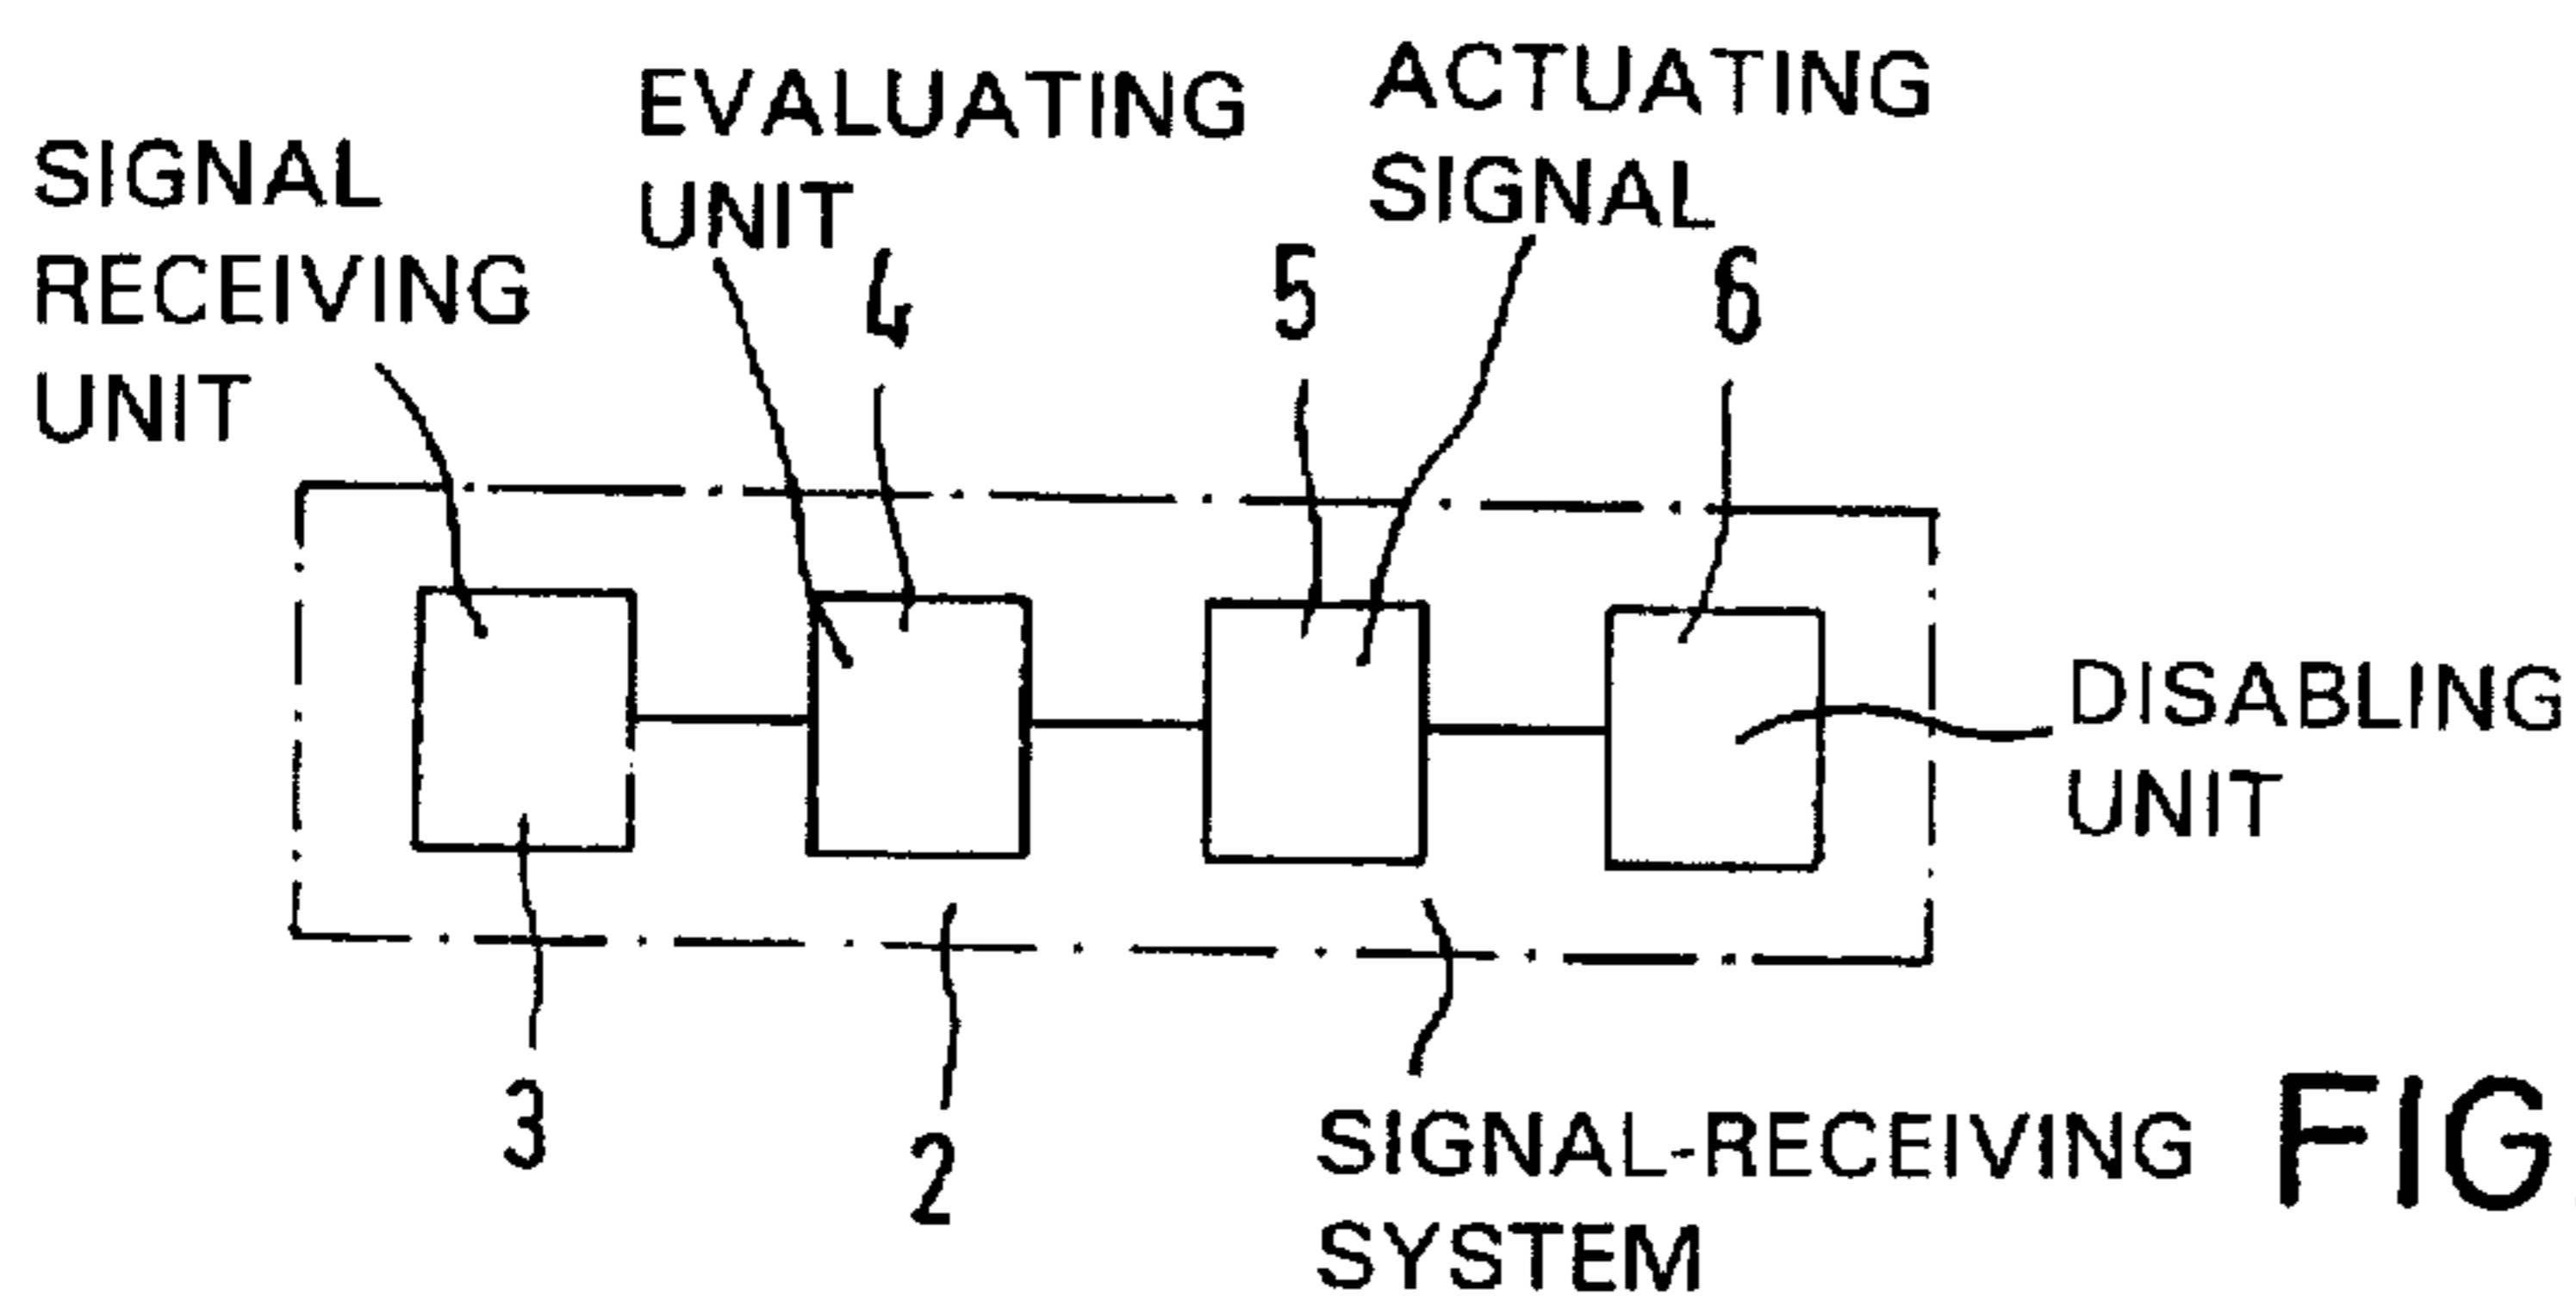 SIGNAL
RECEIVING
UNIT
EVALUATING
UNIT
4
ACTUATING
SIGNAL
5
6
DISABLING
UNIT
3
2
SIGNAL-RECEIVING
SYSTEM
FIG.